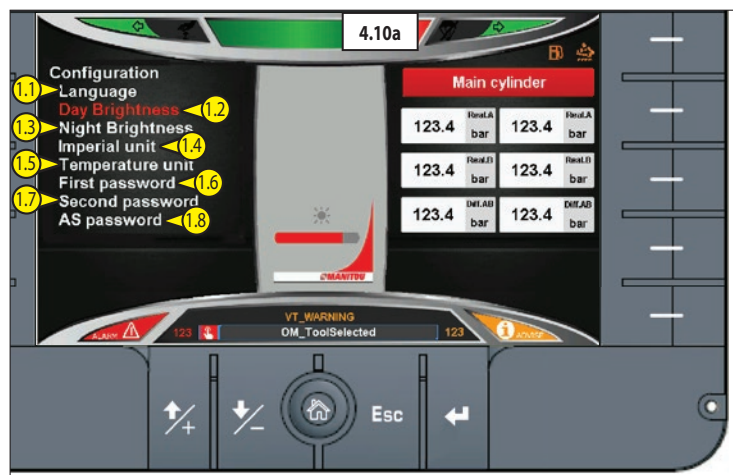 4.10a
Configuration
1.1 Language
Day Brightness 1.2
1.3 Night Brightness
Imperial unit 1.4
1.5 Temperature unit
First password 1.6
1.7 Second password
AS password 1.8
Main cylinder
123.4 Real.A bar 123.4 Real.A bar
123.4 Real.B bar 123.4 Real.B bar
123.4 Diff.AB bar 123.4 Diff.AB bar
MANITOU
VT_WARNING
ALARM 123 OM_ToolSelected 123 ADVISE
+ - Esc